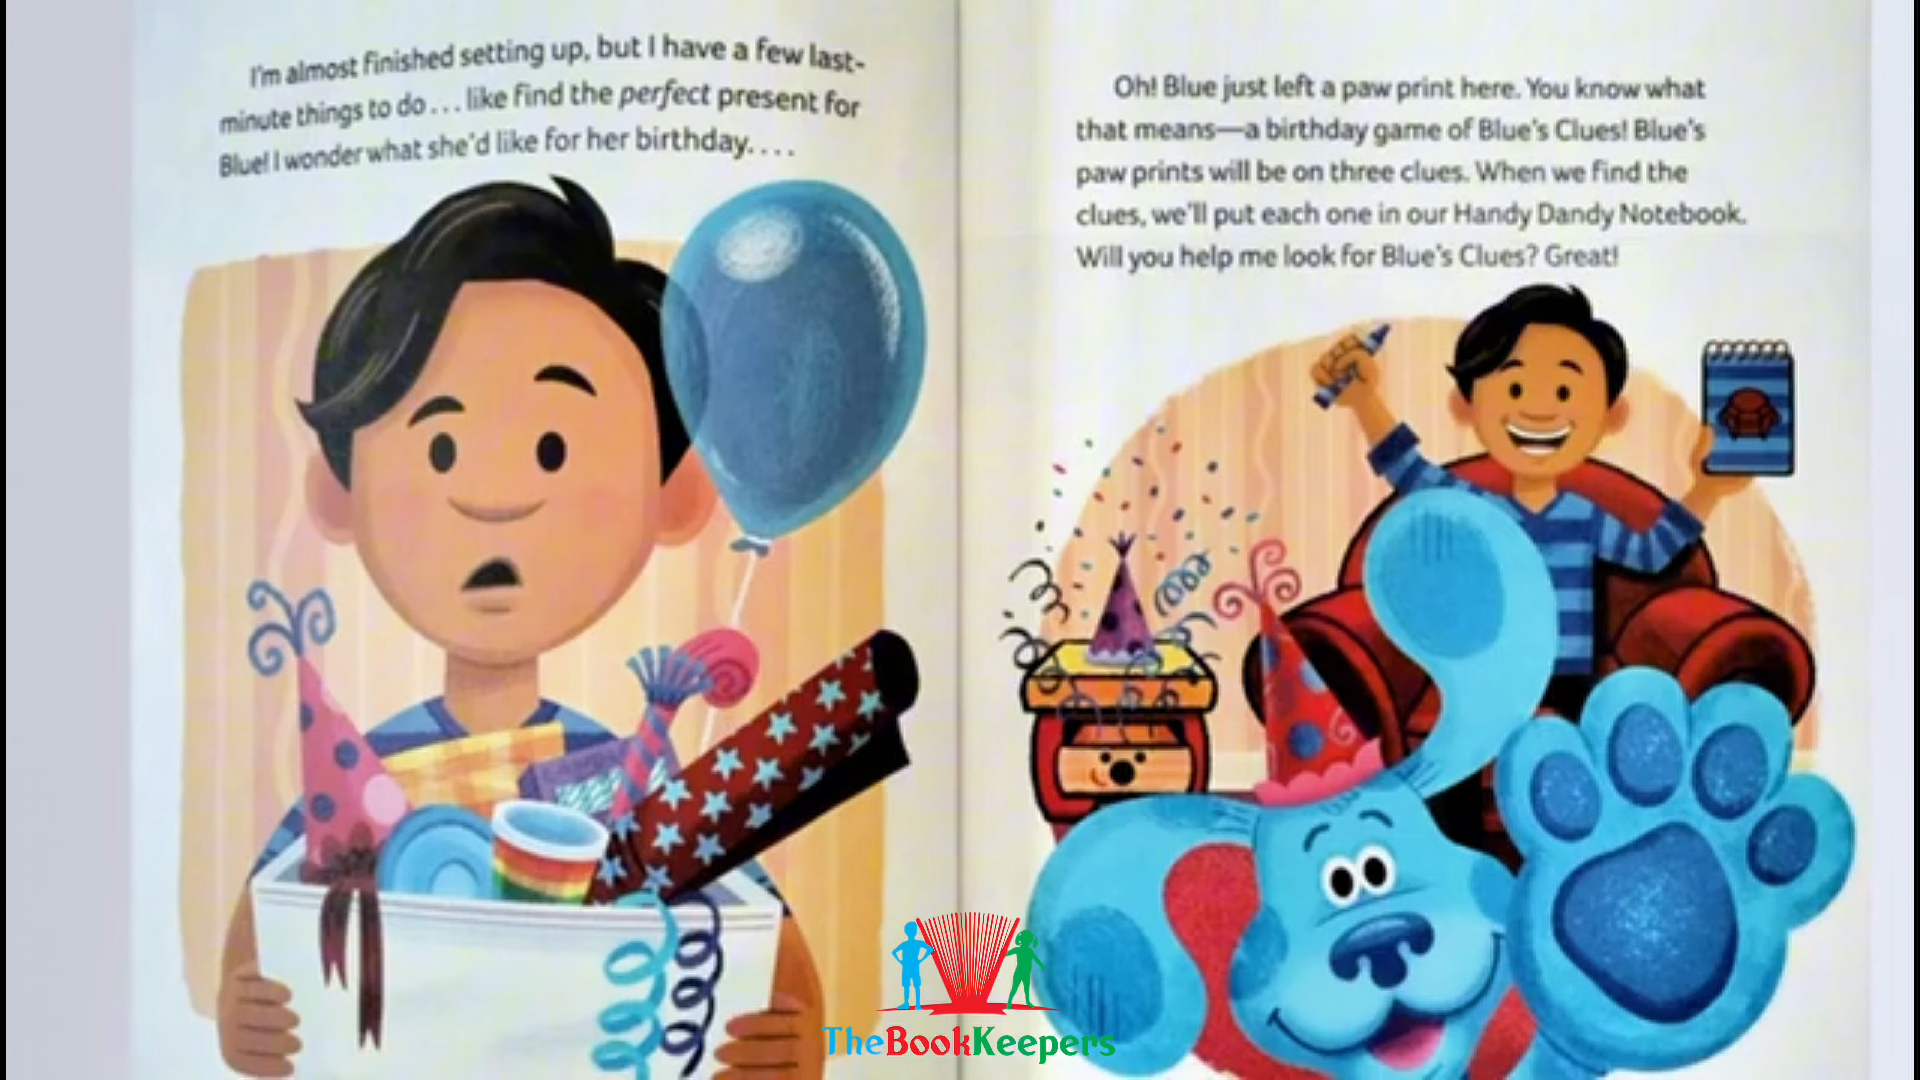 I'm almost finished setting up, but I have a few last-
minute things to do . . . like find the perfect present for
Blue! I wonder what she'd like for her birthday. . . .
Oh! Blue just left a paw print here. You know what
that means—a birthday game of Blue's Clues! Blue's
paw prints will be on three clues. When we find the
clues, we'll put each one in our Handy Dandy Notebook.
Will you help me look for Blue's Clues? Great!
TheBookKeepers